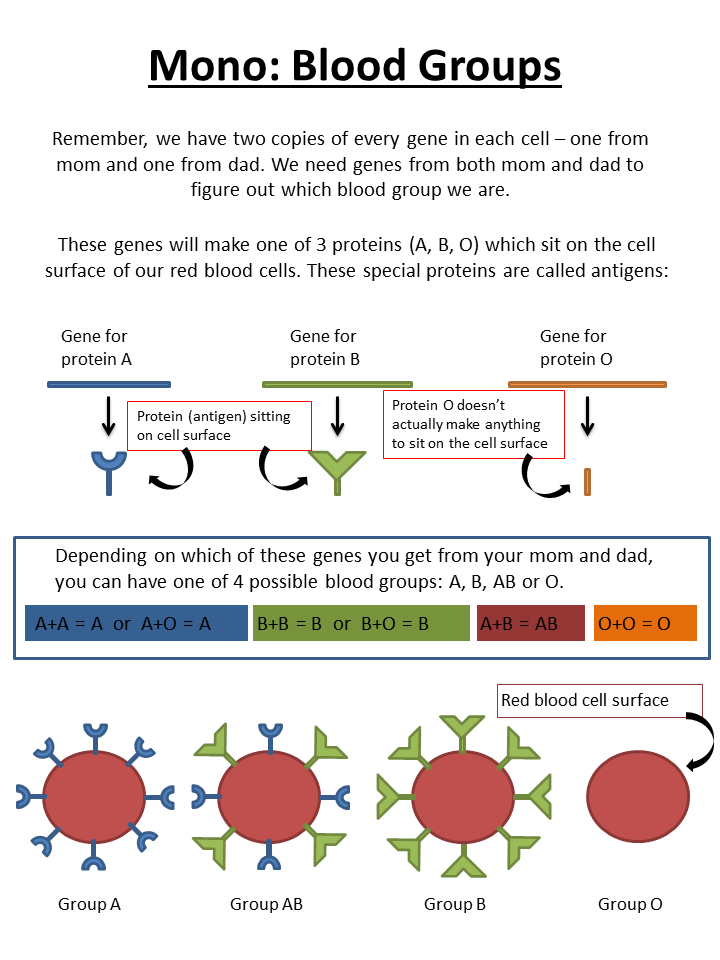 Mono: Blood Groups
Remember, we have two copies of every gene in each cell – one from
mom and one from dad. We need genes from both mom and dad to
figure out which blood group we are.
These genes will make one of 3 proteins (A, B, O) which sit on the cell
surface of our red blood cells. These special proteins are called antigens:
Gene for
protein A
Gene for
protein B
Gene for
protein O
Protein (antigen) sitting
on cell surface
Protein O doesn’t
actually make anything
to sit on the cell surface
Depending on which of these genes you get from your mom and dad,
you can have one of 4 possible blood groups: A, B, AB or O.
A+A = A or A+O = A
B+B = B or B+O = B
A+B = AB
O+O = O
Red blood cell surface
Group A
Group AB
Group B
Group O